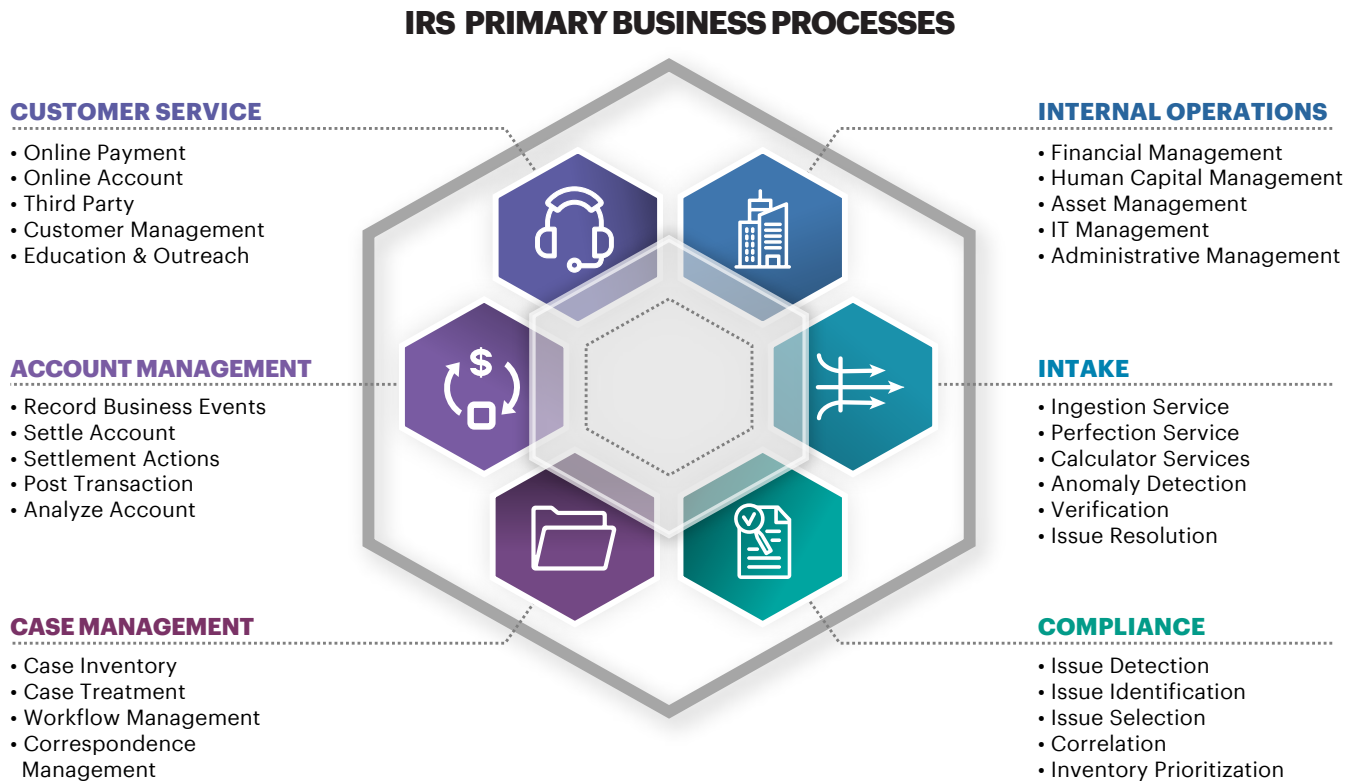 IRS PRIMARY BUSINESS PROCESSES
CUSTOMER SERVICE
• Online Payment
• Online Account
• Third Party
• Customer Management
• Education & Outreach
ACCOUNT MANAGEMENT
• Record Business Events
• Settle Account
• Settlement Actions
• Post Transaction
• Analyze Account
CASE MANAGEMENT
• Case Inventory
• Case Treatment
• Workflow Management
• Correspondence
Management
INTERNAL OPERATIONS
• Financial Management
• Human Capital Management
• Asset Management
• IT Management
• Administrative Management
INTAKE
• Ingestion Service
• Perfection Service
• Calculator Services
• Anomaly Detection
• Verification
• Issue Resolution
COMPLIANCE
• Issue Detection
• Issue Identification
• Issue Selection
• Correlation
• Inventory Prioritization
$